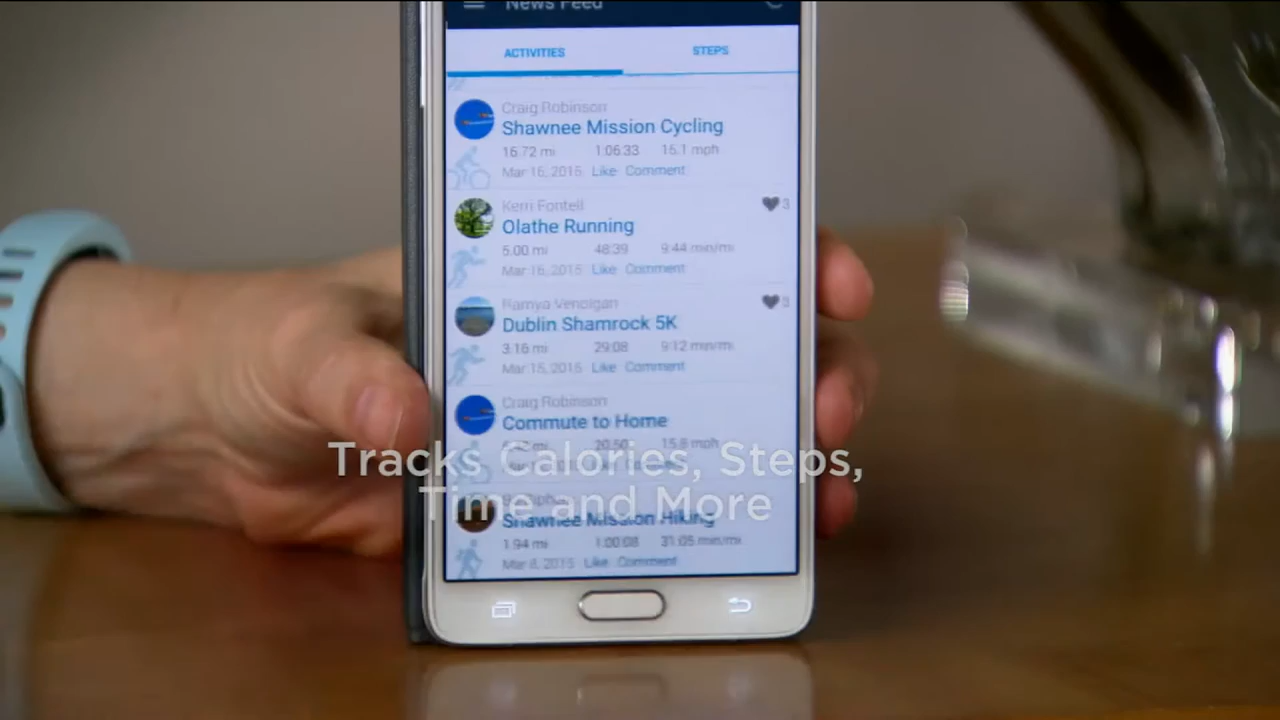 News Feed
ACTIVITIES
STEPS
Craig Robinson
Shawnee Mission Cycling
16.72 mi 1:06:33 15.1 mph
Mar 16, 2015 Like Comment
Kerri Fontell
3
Olathe Running
5.00 mi 48:39 9:44 min/mi
Mar 16, 2015 Like Comment
Ramya
3
Dublin Shamrock 5K
3.16 mi 29:08 9:12 min/mi
Mar 15, 2015 Like Comment
Craig Robinson
Commute to Home
mi 20:50 15.8 mph
Tracks Calories, Steps,
Time and More
Shawnee Mission Hiking
1.94 mi 1:00:08 31:05 min/mi
Mar 8, 2015 Like Comment